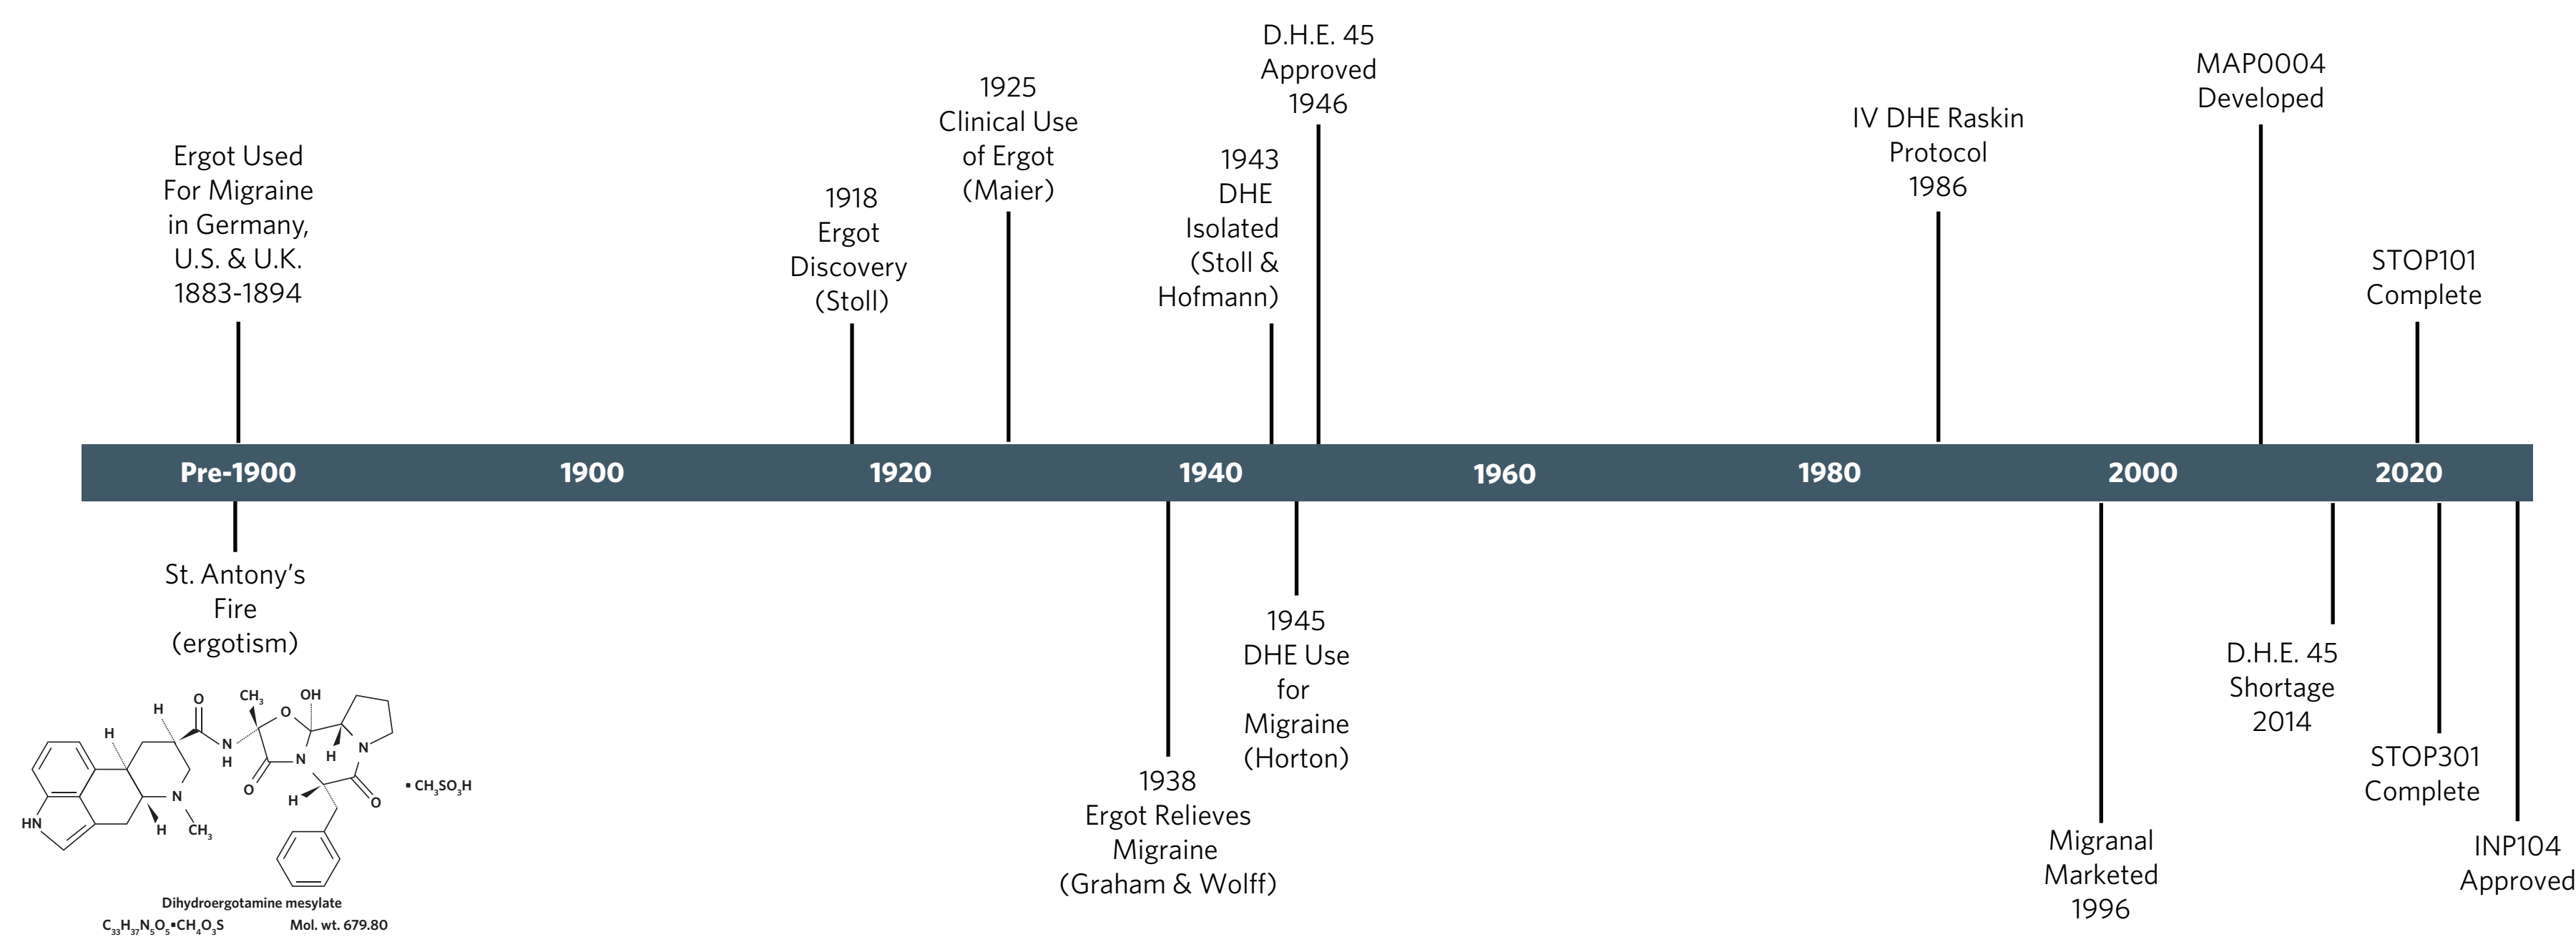 Ergot Used
For Migraine
in Germany,
U.S. & U.K.
1883-1894
1918
Ergot
Discovery
(Stoll)
1925
Clinical Use
of Ergot
(Maier)
1943
DHE
Isolated
(Stoll &
Hofmann)
D.H.E. 45
Approved
1946
IV DHE Raskin
Protocol
1986
MAP0004
Developed
STOP101
Complete
Pre-1900
1900
1920
1940
1960
1980
2000
2020
St. Antony’s
Fire
(ergotism)
1938
Ergot Relieves
Migraine
(Graham & Wolff)
1945
DHE Use
for
Migraine
(Horton)
Migranal
Marketed
1996
D.H.E. 45
Shortage
2014
STOP301
Complete
INP104
Approved
O
CH₃
OH
H
O
H
N
H
N
H
N
O
H
O
• CH₃SO₃H
N
HN
H
CH₃
Dihydroergotamine mesylate
C₃₃H₃₇N₅O₅•CH₄O₃S
Mol. wt. 679.80